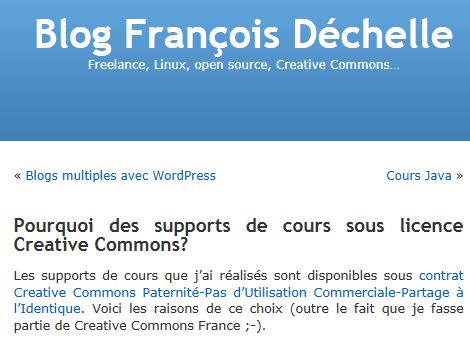 Blog François Déchelle
Freelance, Linux, open source, Creative Commons…
« Blogs multiples avec WordPress Cours Java »
Pourquoi des supports de cours sous licence
Creative Commons?
Les supports de cours que j’ai réalisés sont disponibles sous contrat
Creative Commons Paternité-Pas d’Utilisation Commerciale-Partage à
l’Identique. Voici les raisons de ce choix (outre le fait que je fasse
partie de Creative Commons France ;-).